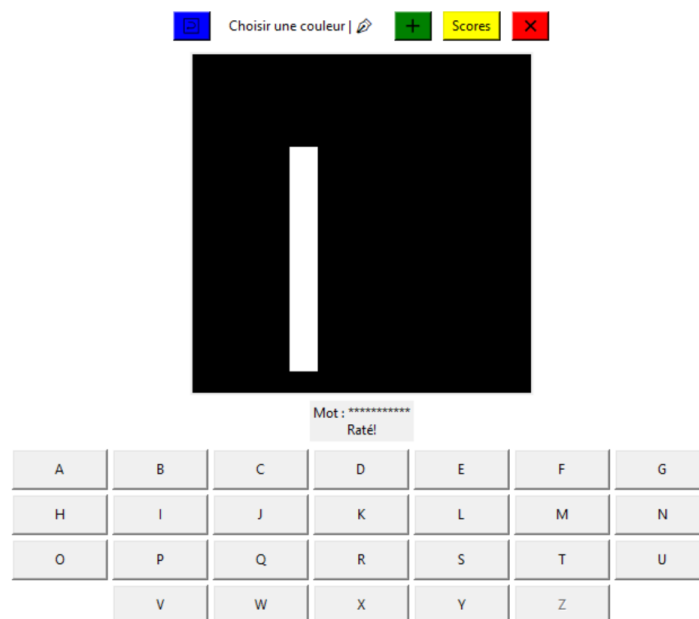 Choisir une couleur | Scores
Mot : ***********
Raté!
A B C D E F G
H I J K L M N
O P Q R S T U
V W X Y Z